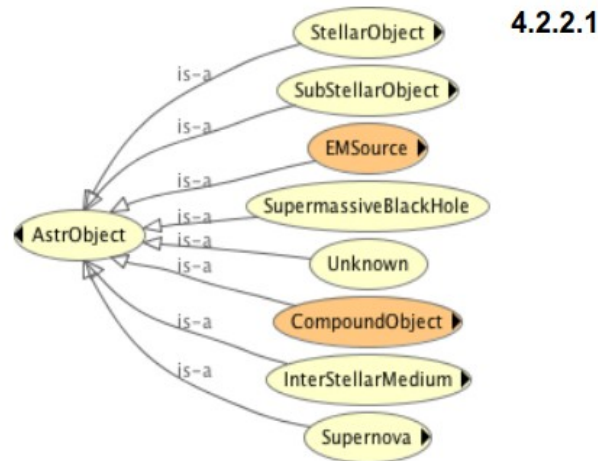 4.2.2.1
StellarObject
is-a
SubStellarObject
is-a
EMSource
is-a
SupermassiveBlackHole
is-a
AstrObject
is-a
Unknown
is-a
CompoundObject
is-a
InterStellarMedium
is-a
Supernova